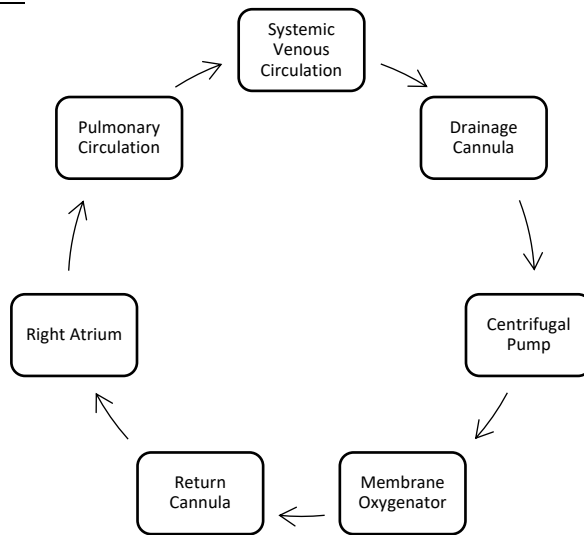 Systemic
Venous
Circulation
Drainage
Cannula
Centrifugal
Pump
Membrane
Oxygenator
Return
Cannula
Right Atrium
Pulmonary
Circulation